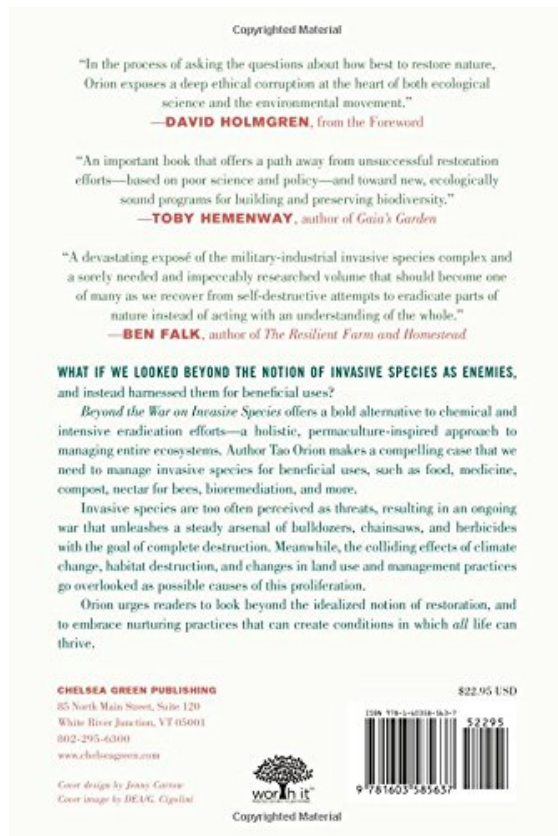 Copyrighted Material
“In the process of asking the questions about how best to restore nature,
Orion exposes a deep ethical corruption at the heart of both ecological
science and the environmental movement.”
—DAVID HOLMGREN, from the Foreword
“An important book that offers a path away from unsuccessful restoration
efforts—based on poor science and policy—and toward new, ecologically
sound programs for building and preserving biodiversity.”
—TOBY HEMENWAY, author of Gaia’s Garden
“A devastating exposé of the military-industrial invasive species complex and
a sorely needed and impeccably researched volume that should become one
of many as we recover from self-destructive attempts to eradicate parts of
nature instead of acting with an understanding of the whole.”
—BEN FALK, author of The Resilient Farm and Homestead
WHAT IF WE LOOKED BEYOND THE NOTION OF INVASIVE SPECIES AS ENEMIES,
and instead harnessed them for beneficial uses?
Beyond the War on Invasive Species offers a bold alternative to chemical and
intensive eradication efforts—a holistic, permaculture-inspired approach to
managing entire ecosystems. Author Tao Orion makes a compelling case that we
need to manage invasive species for beneficial uses, such as food, medicine,
compost, nectar for bees, bioremediation, and more.
Invasive species are too often perceived as threats, resulting in an ongoing
war that unleashes a steady arsenal of bulldozers, chainsaws, and herbicides
with the goal of complete destruction. Meanwhile, the colliding effects of climate
change, habitat destruction, and changes in land use and management practices
go overlooked as possible causes of this proliferation.
Orion urges readers to look beyond the idealized notion of restoration, and
to embrace nurturing practices that can create conditions in which all life can
thrive.
CHELSEA GREEN PUBLISHING
85 North Main Street, Suite 120
White River Junction, VT 05001
802-295-6300
www.chelseagreen.com
Cover design by Jenny Carrow
Cover image by DEA/G. Cigolini
wor th it
$22.95 USD
ISBN 978-1-60358-563-7
52295
9 781603 585637
Copyrighted Material